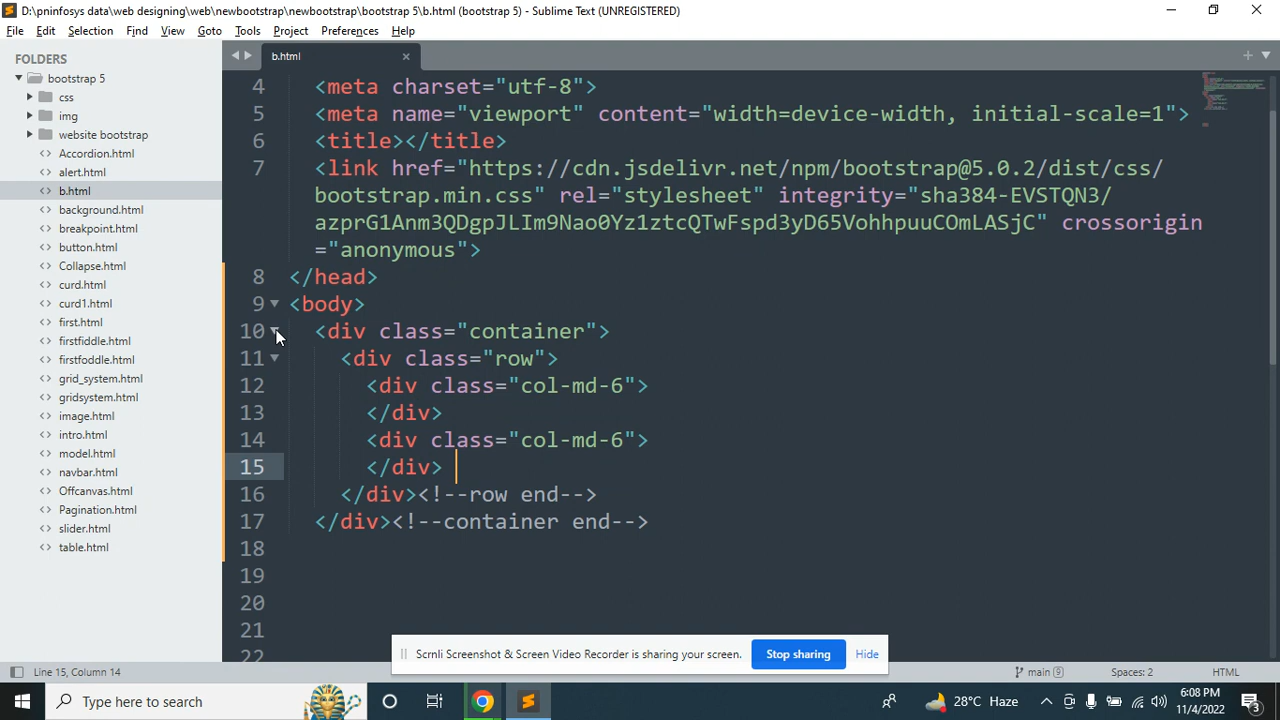 D:\pninfosys data\web designing\web\newbootstrap\newbootstrap\bootstrap 5\b.html (bootstrap 5) - Sublime Text (UNREGISTERED)
File Edit Selection Find View Goto Tools Project Preferences Help
FOLDERS
bootstrap 5
css
img
website bootstrap
Accordion.html
alert.html
b.html
background.html
breakpoint.html
button.html
Collapse.html
curd.html
curd1.html
first.html
firstfiddle.html
firstfoddle.html
grid_system.html
gridsystem.html
image.html
intro.html
model.html
navbar.html
Offcanvas.html
Pagination.html
slider.html
table.html
b.html
4 <meta charset="utf-8">
5 <meta name="viewport" content="width=device-width, initial-scale=1">
6 <title></title>
7 <link href="https://cdn.jsdelivr.net/npm/bootstrap@5.0.2/dist/css/
bootstrap.min.css" rel="stylesheet" integrity="sha384-EVSTQN3/
azprG1Anm3QDgpJLIm9Nao0Yz1ztcQTwFspd3yD65VohhpuuCOmLASjC" crossorigin
="anonymous">
8 </head>
9 <body>
10 <div class="container">
11 <div class="row">
12 <div class="col-md-6">
13 </div>
14 <div class="col-md-6">
15 </div>
16 </div><!--row end-->
17 </div><!--container end-->
18
19
20
21
22
Scrnli Screenshot & Screen Video Recorder is sharing your screen. Stop sharing Hide
Line 15, Column 14 main 9 Spaces: 2 HTML
Type here to search 28°C Haze 6:08 PM
11/4/2022 3